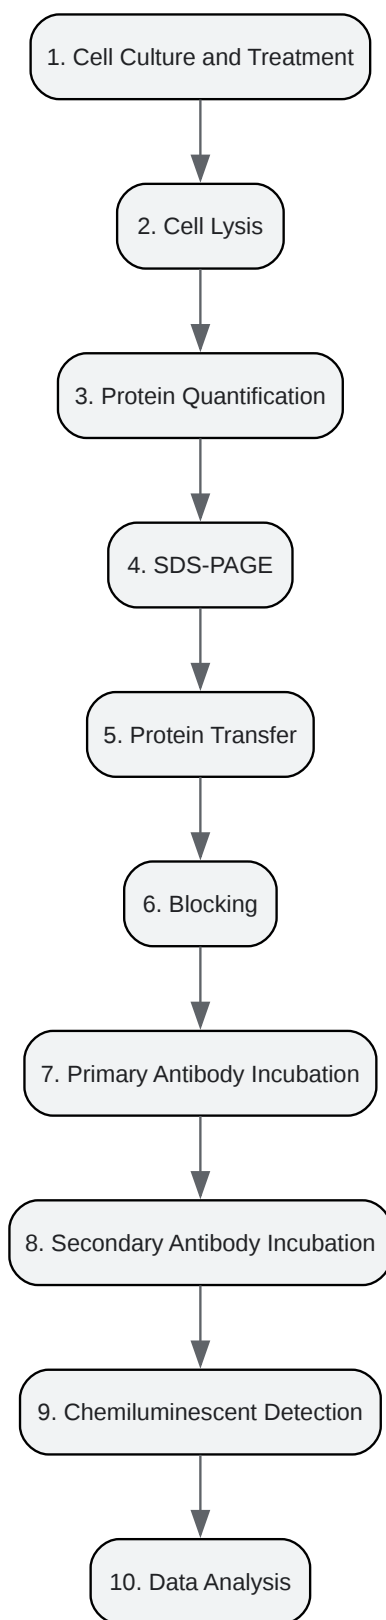 1. Cell Culture and Treatment
2. Cell Lysis
3. Protein Quantification
4. SDS-PAGE
5. Protein Transfer
6. Blocking
7. Primary Antibody Incubation
8. Secondary Antibody Incubation
9. Chemiluminescent Detection
10. Data Analysis